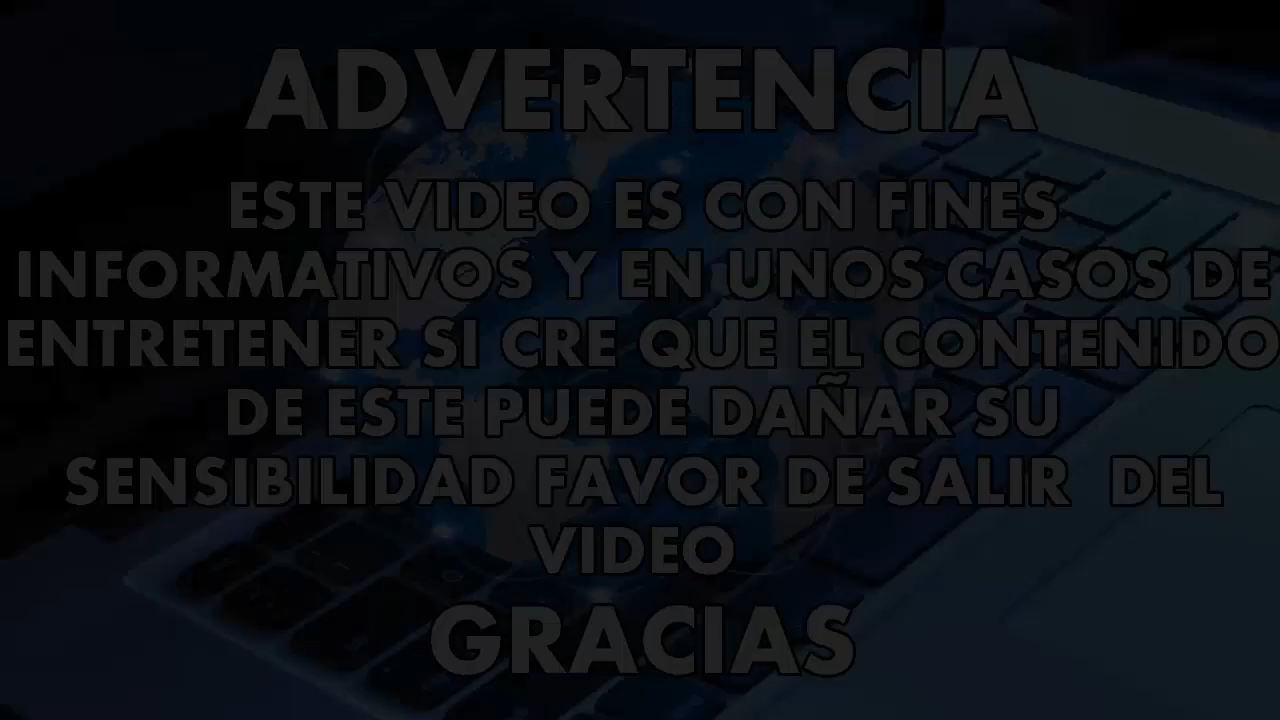 ADVERTENCIA
ESTE VIDEO ES CON FINES
INFORMATIVOS Y EN UNOS CASOS DE
ENTRETENER SI CRE QUE EL CONTENIDO
DE ESTE PUEDE DAÑAR SU
SENSIBILIDAD FAVOR DE SALIR DEL
VIDEO
GRACIAS